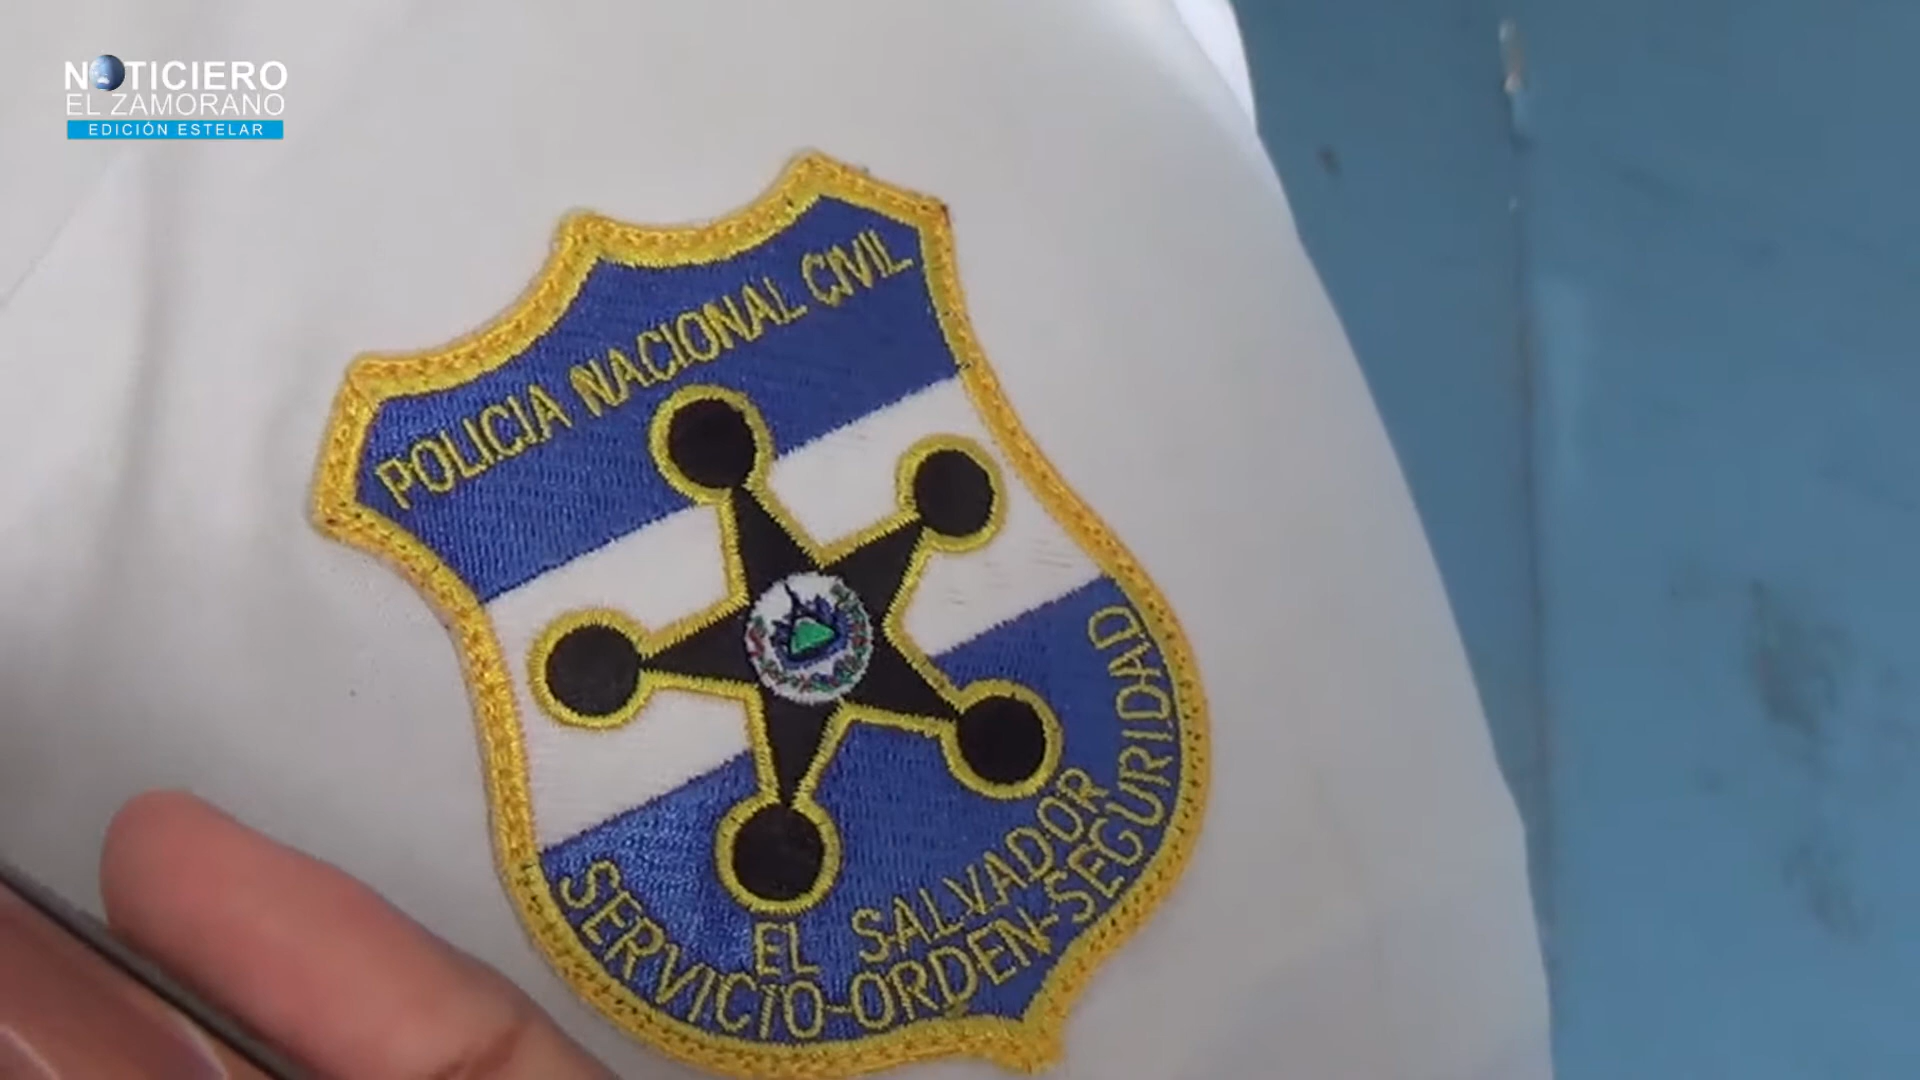 NOTICIERO
EL ZAMORANO
EDICIÓN ESTELAR
POLICIA NACIONAL CIVIL
EL SALVADOR
SERVICIO-ORDEN-SEGURIDAD